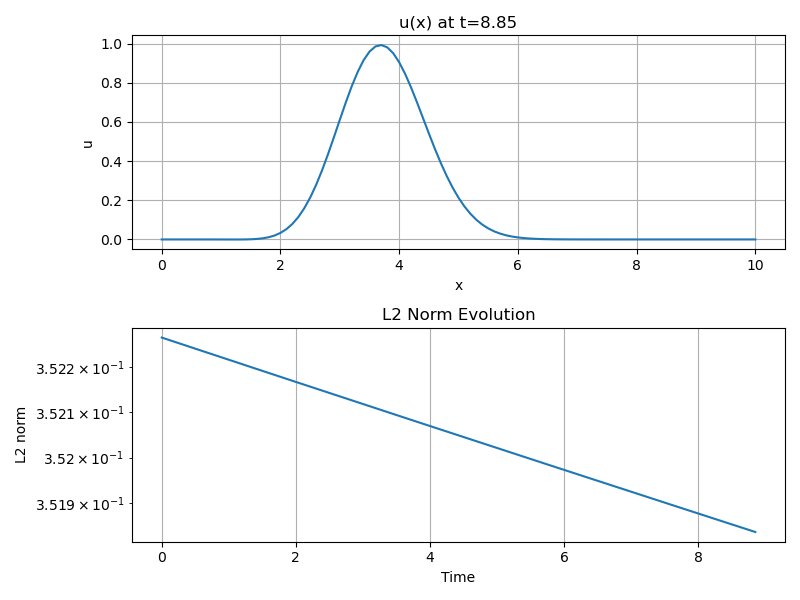 u(x) at t=8.85
1.0
0.8
0.6
0.4
0.2
0.0
u
0 2 4 6 8 10
x
L2 Norm Evolution
3.522 × 10⁻¹
3.521 × 10⁻¹
3.52 × 10⁻¹
3.519 × 10⁻¹
L2 norm
0 2 4 6 8
Time